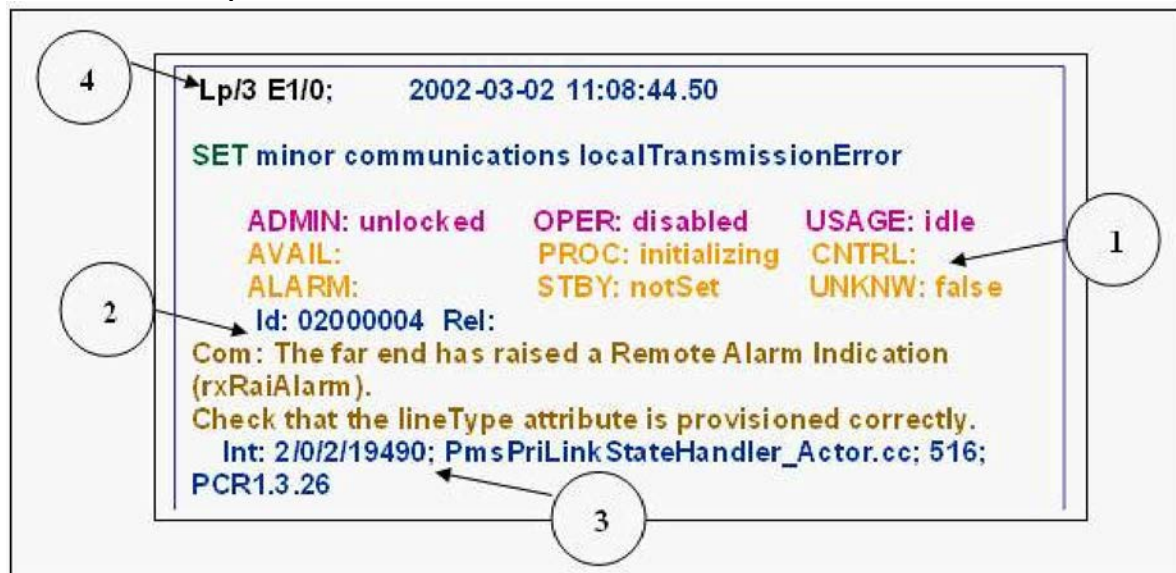 4
Lp/3 E1/0; 2002-03-02 11:08:44.50
SET minor communications localTransmissionError
ADMIN: unlocked OPER: disabled USAGE: idle
AVAIL: PROC: initializing CNTRL:
ALARM: STBY: notSet UNKNW: false
1
2
Id: 02000004 Rel:
Com: The far end has raised a Remote Alarm Indication
(rxRaiAlarm).
Check that the lineType attribute is provisioned correctly.
Int: 2/0/2/19490; PmsPriLinkStateHandler_Actor.cc; 516;
PCR1.3.26
3